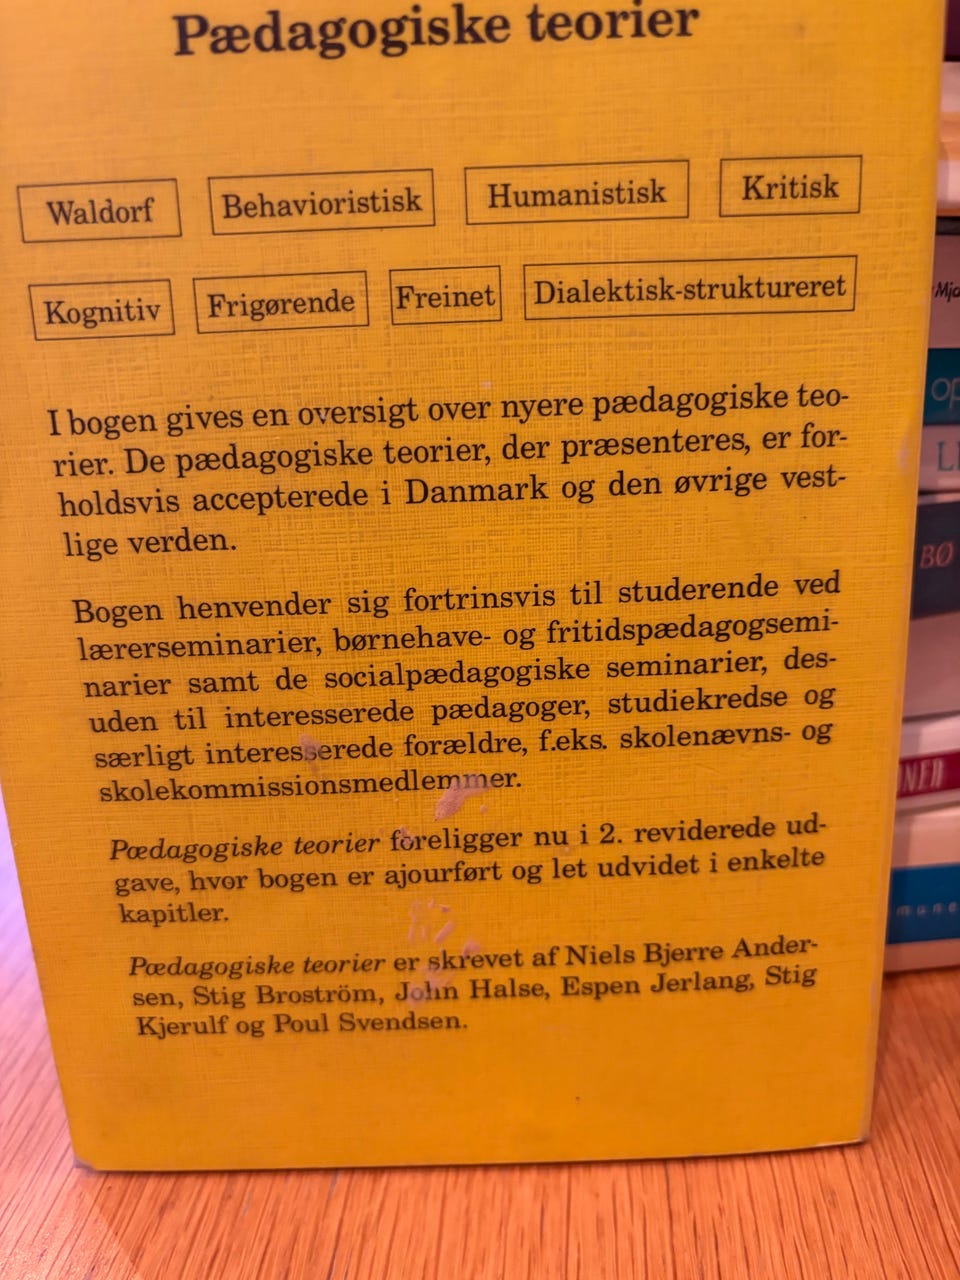 Pædagogiske teorier
Waldorf Behavioristisk Humanistisk Kritisk
Kognitiv Frigørende Freinet Dialektisk-struktureret
I bogen gives en oversigt over nyere pædagogiske teo-
rier. De pædagogiske teorier, der præsenteres, er for-
holdsvis accepterede i Danmark og den øvrige vest-
lige verden.
Bogen henvender sig fortrinsvis til studerende ved
lærerseminarier, børnehave- og fritidspædagogsemi-
narier samt de socialpædagogiske seminarier, des-
uden til interesserede pædagoger, studiekredse og
særligt interesserede forældre, f.eks. skolenævns- og
skolekommissionsmedlemmer.
Pædagogiske teorier foreligger nu i 2. reviderede ud-
gave, hvor bogen er ajourført og let udvidet i enkelte
kapitler.
Pædagogiske teorier er skrevet af Niels Bjerre Ander-
sen, Stig Broström, John Halse, Espen Jerlang, Stig
Kjerulf og Poul Svendsen.
BØ